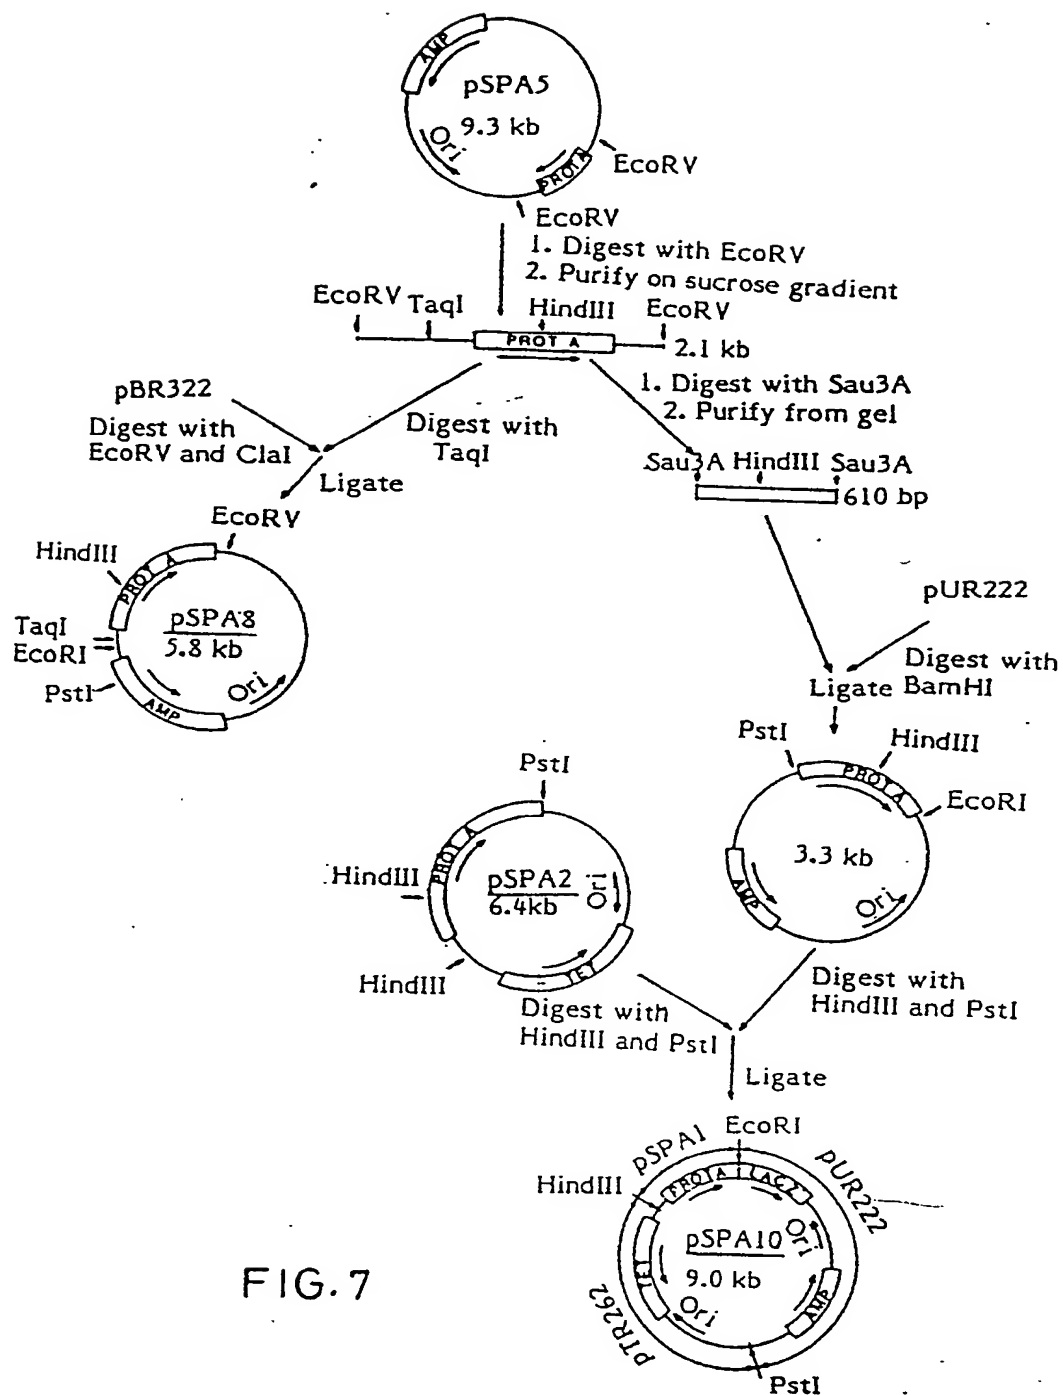 AMP
pSPA5
9.3 kb
Ori
PROT A
EcoRV
EcoRV
1. Digest with EcoRV
2. Purify on sucrose gradient
EcoRV TaqI HindIII EcoRV
PROT A
2.1 kb
pBR322
Digest with
EcoRV and ClaI
Digest with
TaqI
1. Digest with Sau3A
2. Purify from gel
Ligate
Sau3A HindIII Sau3A
610 bp
EcoRV
HindIII
PROT A
pSPA8
5.8 kb
TaqI
EcoRI
PstI
AMP
Ori
pUR222
Digest with
BamHI
Ligate
PstI
HindIII
PROT A
EcoRI
3.3 kb
AMP
Ori
PstI
PROT A
HindIII
pSPA2
6.4kb
Ori
HindIII
TET
Digest with
HindIII and PstI
Digest with
HindIII and PstI
Ligate
EcoRI
pSPA1
pUR222
HindIII
PROT A
LACZ
pSPA10
9.0 kb
Ori
TET
Ori
AMP
PTR262
PstI
FIG. 7